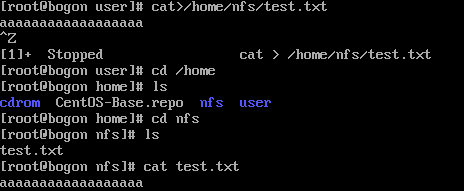 [root@bogon user]# cat>/home/nfs/test.txt
aaaaaaaaaaaaaaaaaaa
^Z
[1]+  Stopped                 cat > /home/nfs/test.txt
[root@bogon user]# cd /home
[root@bogon home]# ls
cdrom  CentOS-Base.repo  nfs  user
[root@bogon home]# cd nfs
[root@bogon nfs]# ls
test.txt
[root@bogon nfs]# cat test.txt
aaaaaaaaaaaaaaaaaaa